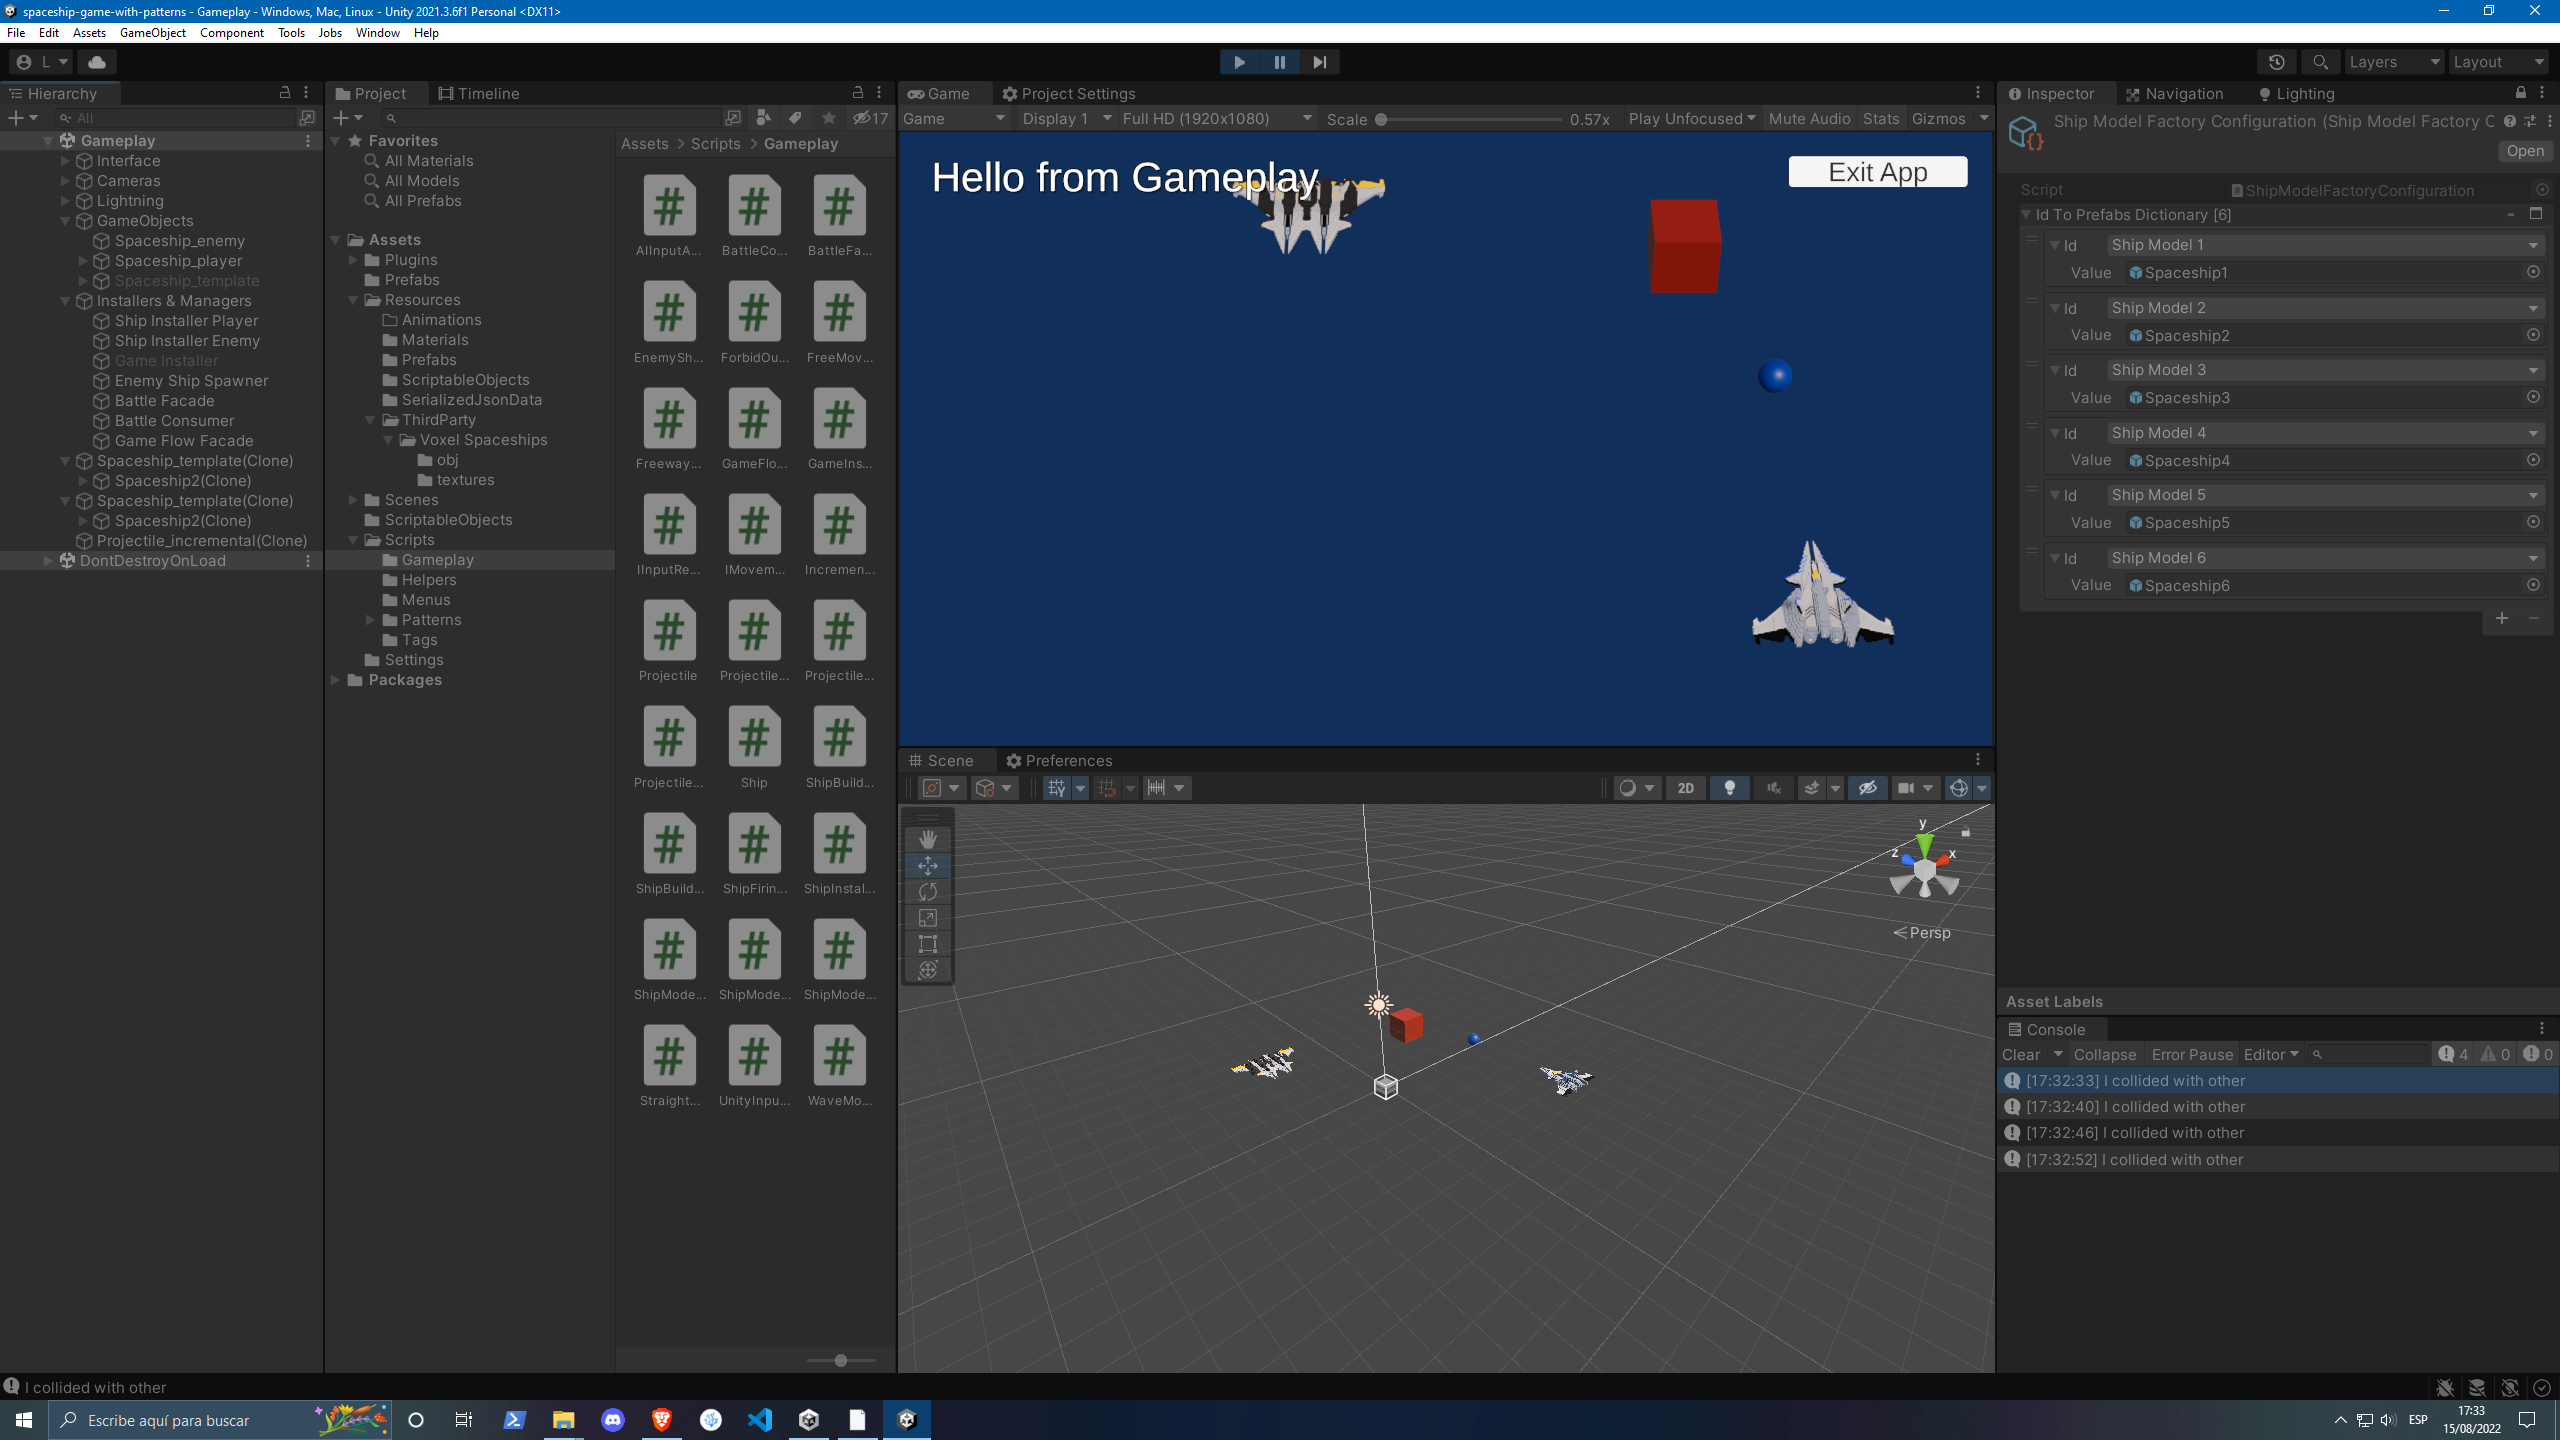 spaceship-game-with-patterns - Gameplay - Windows, Mac, Linux - Unity 2021.3.6f1 Personal <DX11>
File Edit Assets GameObject Component Tools Jobs Window Help
L
Layers Layout
Hierarchy
All
Gameplay
Interface
Cameras
Lightning
GameObjects
Spaceship_enemy
Spaceship_player
Spaceship_template
Installers & Managers
Ship Installer Player
Ship Installer Enemy
Game Installer
Enemy Ship Spawner
Battle Facade
Battle Consumer
Game Flow Facade
Spaceship_template(Clone)
Spaceship2(Clone)
Spaceship_template(Clone)
Spaceship2(Clone)
Projectile_incremental(Clone)
DontDestroyOnLoad
Project Timeline
17
Favorites
All Materials
All Models
All Prefabs
Assets
Plugins
Prefabs
Resources
Animations
Materials
Prefabs
ScriptableObjects
SerializedJsonData
ThirdParty
Voxel Spaceships
obj
textures
Scenes
ScriptableObjects
Scripts
Gameplay
Helpers
Menus
Patterns
Tags
Settings
Packages
Assets > Scripts > Gameplay
AIInputA... BattleCo... BattleFa...
EnemySh... ForbidOu... FreeMov...
Freeway... GameFlo... GameIns...
IInputRe... IMovem... Incremen...
Projectile Projectile... Projectile...
Projectile... Ship ShipBuild...
ShipBuild... ShipFirin... ShipInstal...
ShipMode... ShipMode... ShipMode...
Straight... UnityInpu... WaveMo...
Game Project Settings
Game Display 1 Full HD (1920x1080) Scale 0.57x Play Unfocused Mute Audio Stats Gizmos
Hello from Gameplay
Exit App
Scene Preferences
2D
y
z x
Persp
Inspector Navigation Lighting
Ship Model Factory Configuration (Ship Model Factory C
Open
Script ShipModelFactoryConfiguration
Id To Prefabs Dictionary [6]
Id Ship Model 1
Value Spaceship1
Id Ship Model 2
Value Spaceship2
Id Ship Model 3
Value Spaceship3
Id Ship Model 4
Value Spaceship4
Id Ship Model 5
Value Spaceship5
Id Ship Model 6
Value Spaceship6
Asset Labels
Console
Clear Collapse Error Pause Editor 4 0 0
[17:32:33] I collided with other
[17:32:40] I collided with other
[17:32:46] I collided with other
[17:32:52] I collided with other
I collided with other
Escribe aquí para buscar
ESP
17:33
15/08/2022